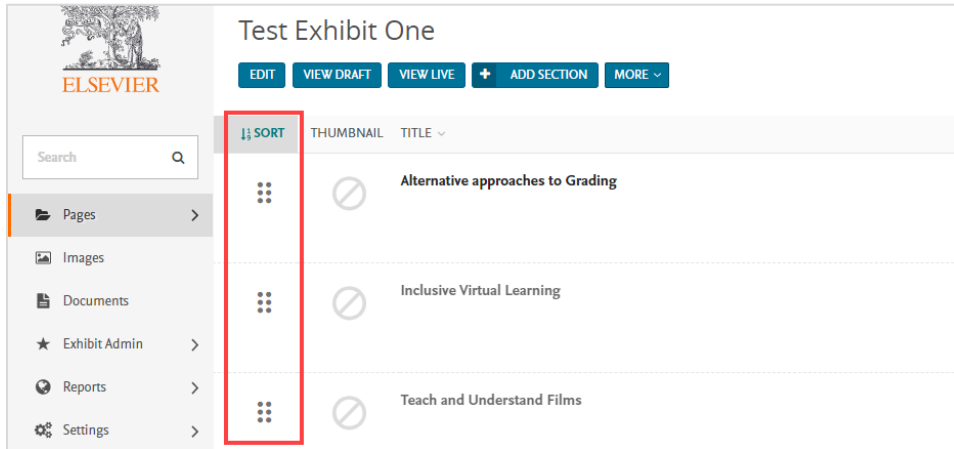 ELSEVIER
Search
Pages
Images
Documents
Exhibit Admin
Reports
Settings
Test Exhibit One
EDIT VIEW DRAFT VIEW LIVE + ADD SECTION MORE
SORT THUMBNAIL TITLE
Alternative approaches to Grading
Inclusive Virtual Learning
Teach and Understand Films